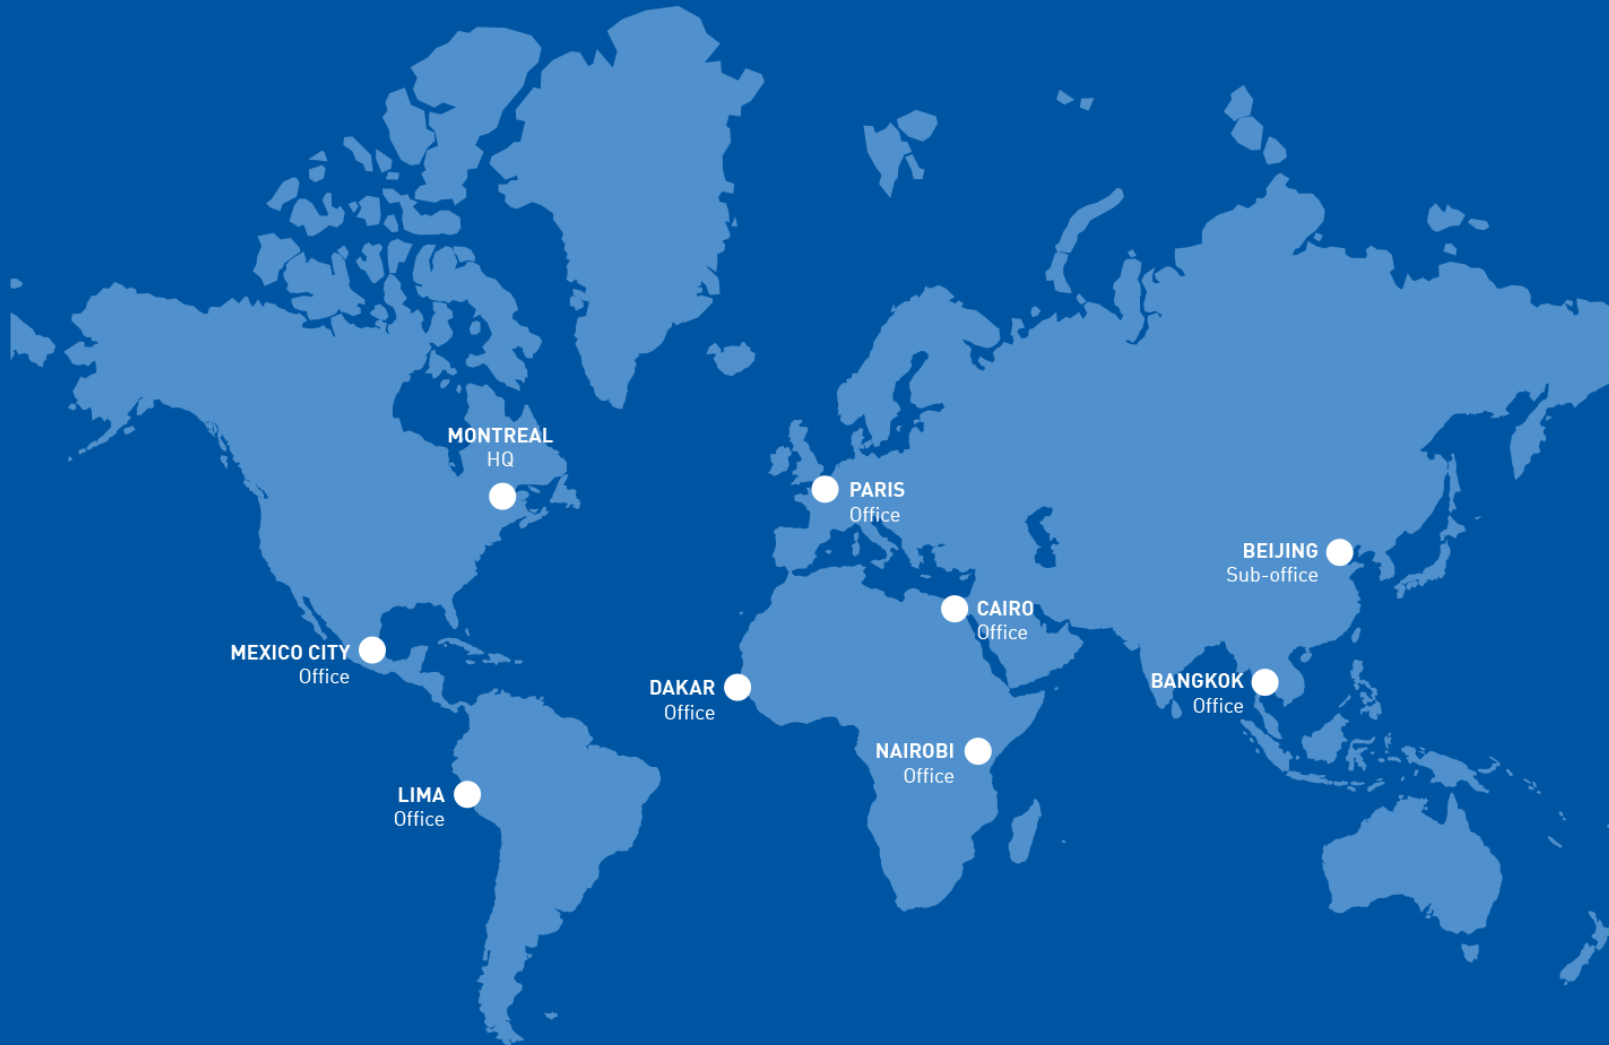 MONTREAL
HQ
PARIS
Office
BEIJING
Sub-office
CAIRO
Office
MEXICO CITY
Office
DAKAR
Office
BANGKOK
Office
NAIROBI
Office
LIMA
Office